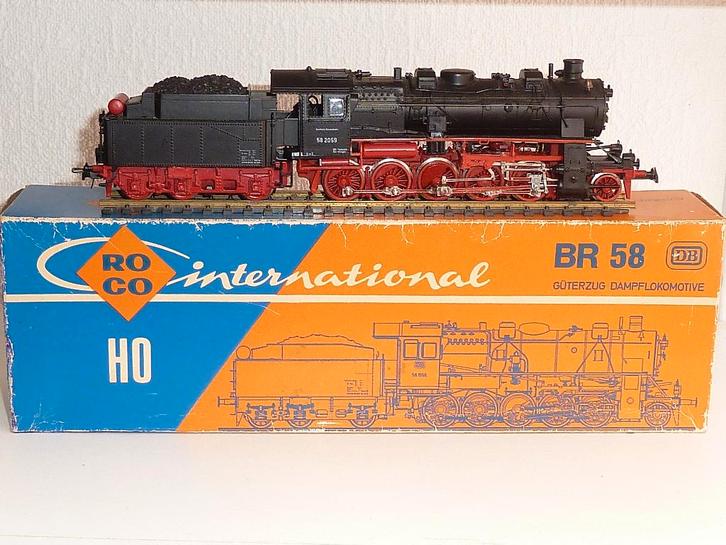 58 2059
RO
CO
international
BR 58
DB
GÜTERZUG DAMPFLOKOMOTIVE
HO